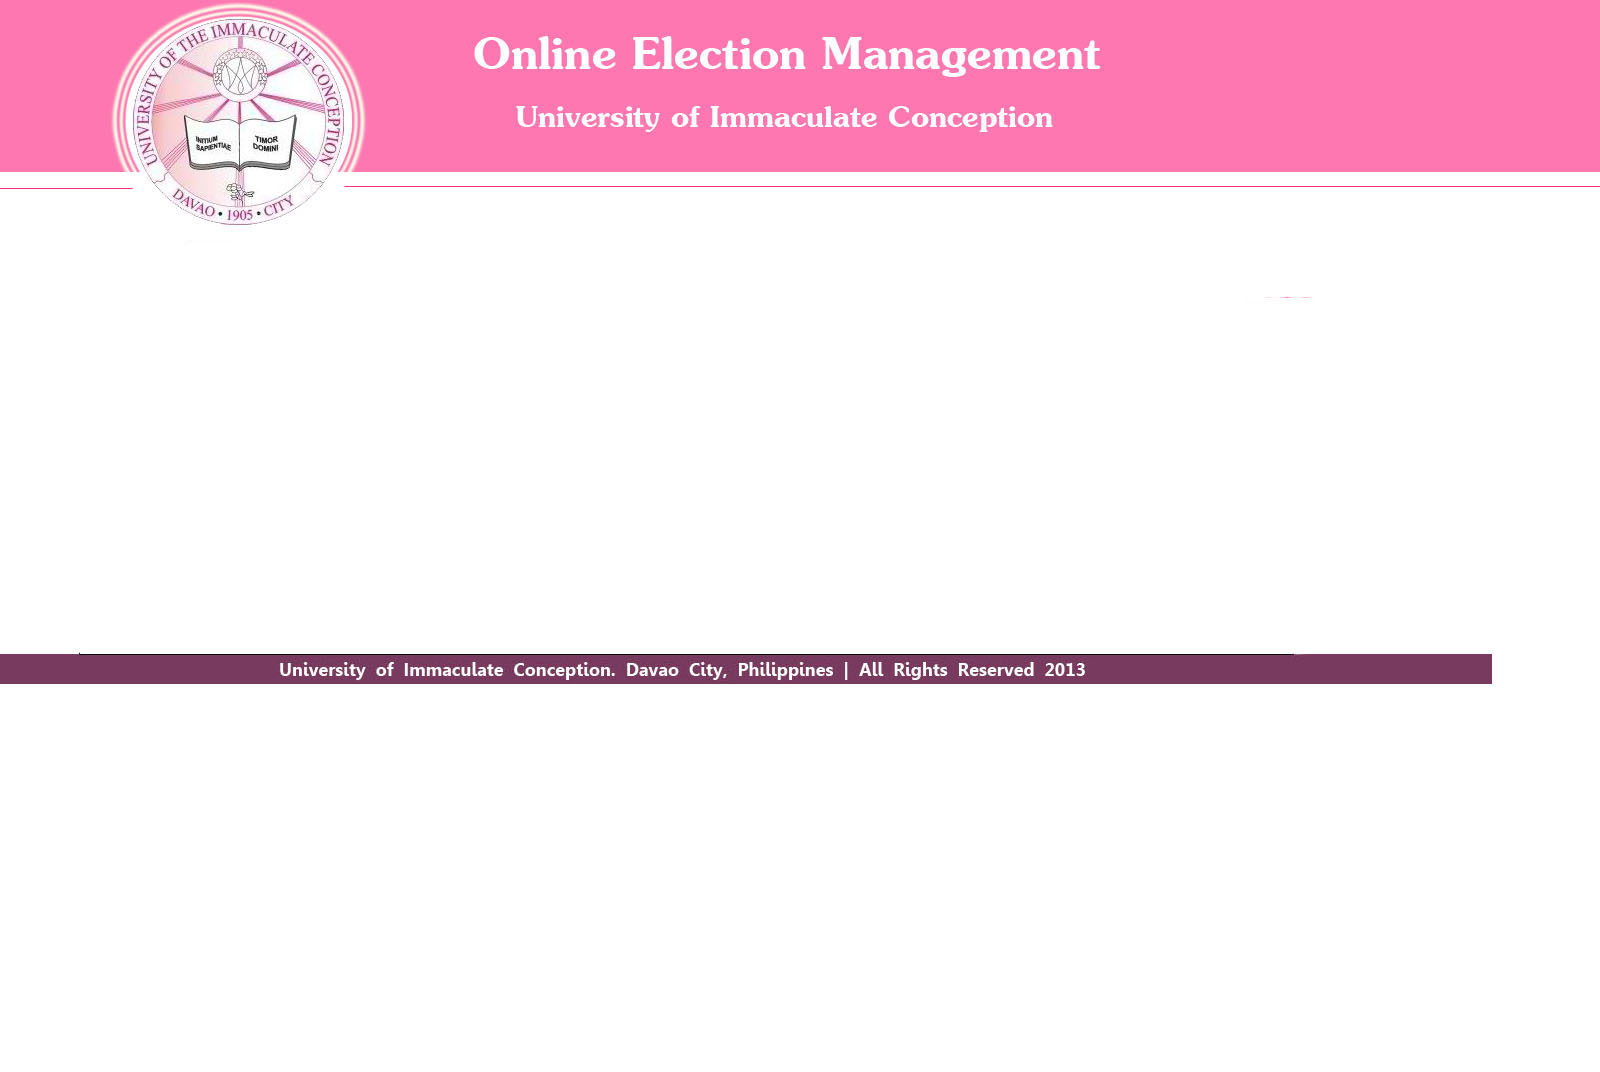 UNIVERSITY OF THE IMMACULATE CONCEPTION
Online Election Management
University of Immaculate Conception
INITIUM
SAPIENTIAE
TIMOR
DOMINI
DAVAO • 1905 • CITY
University of Immaculate Conception. Davao City, Philippines | All Rights Reserved 2013